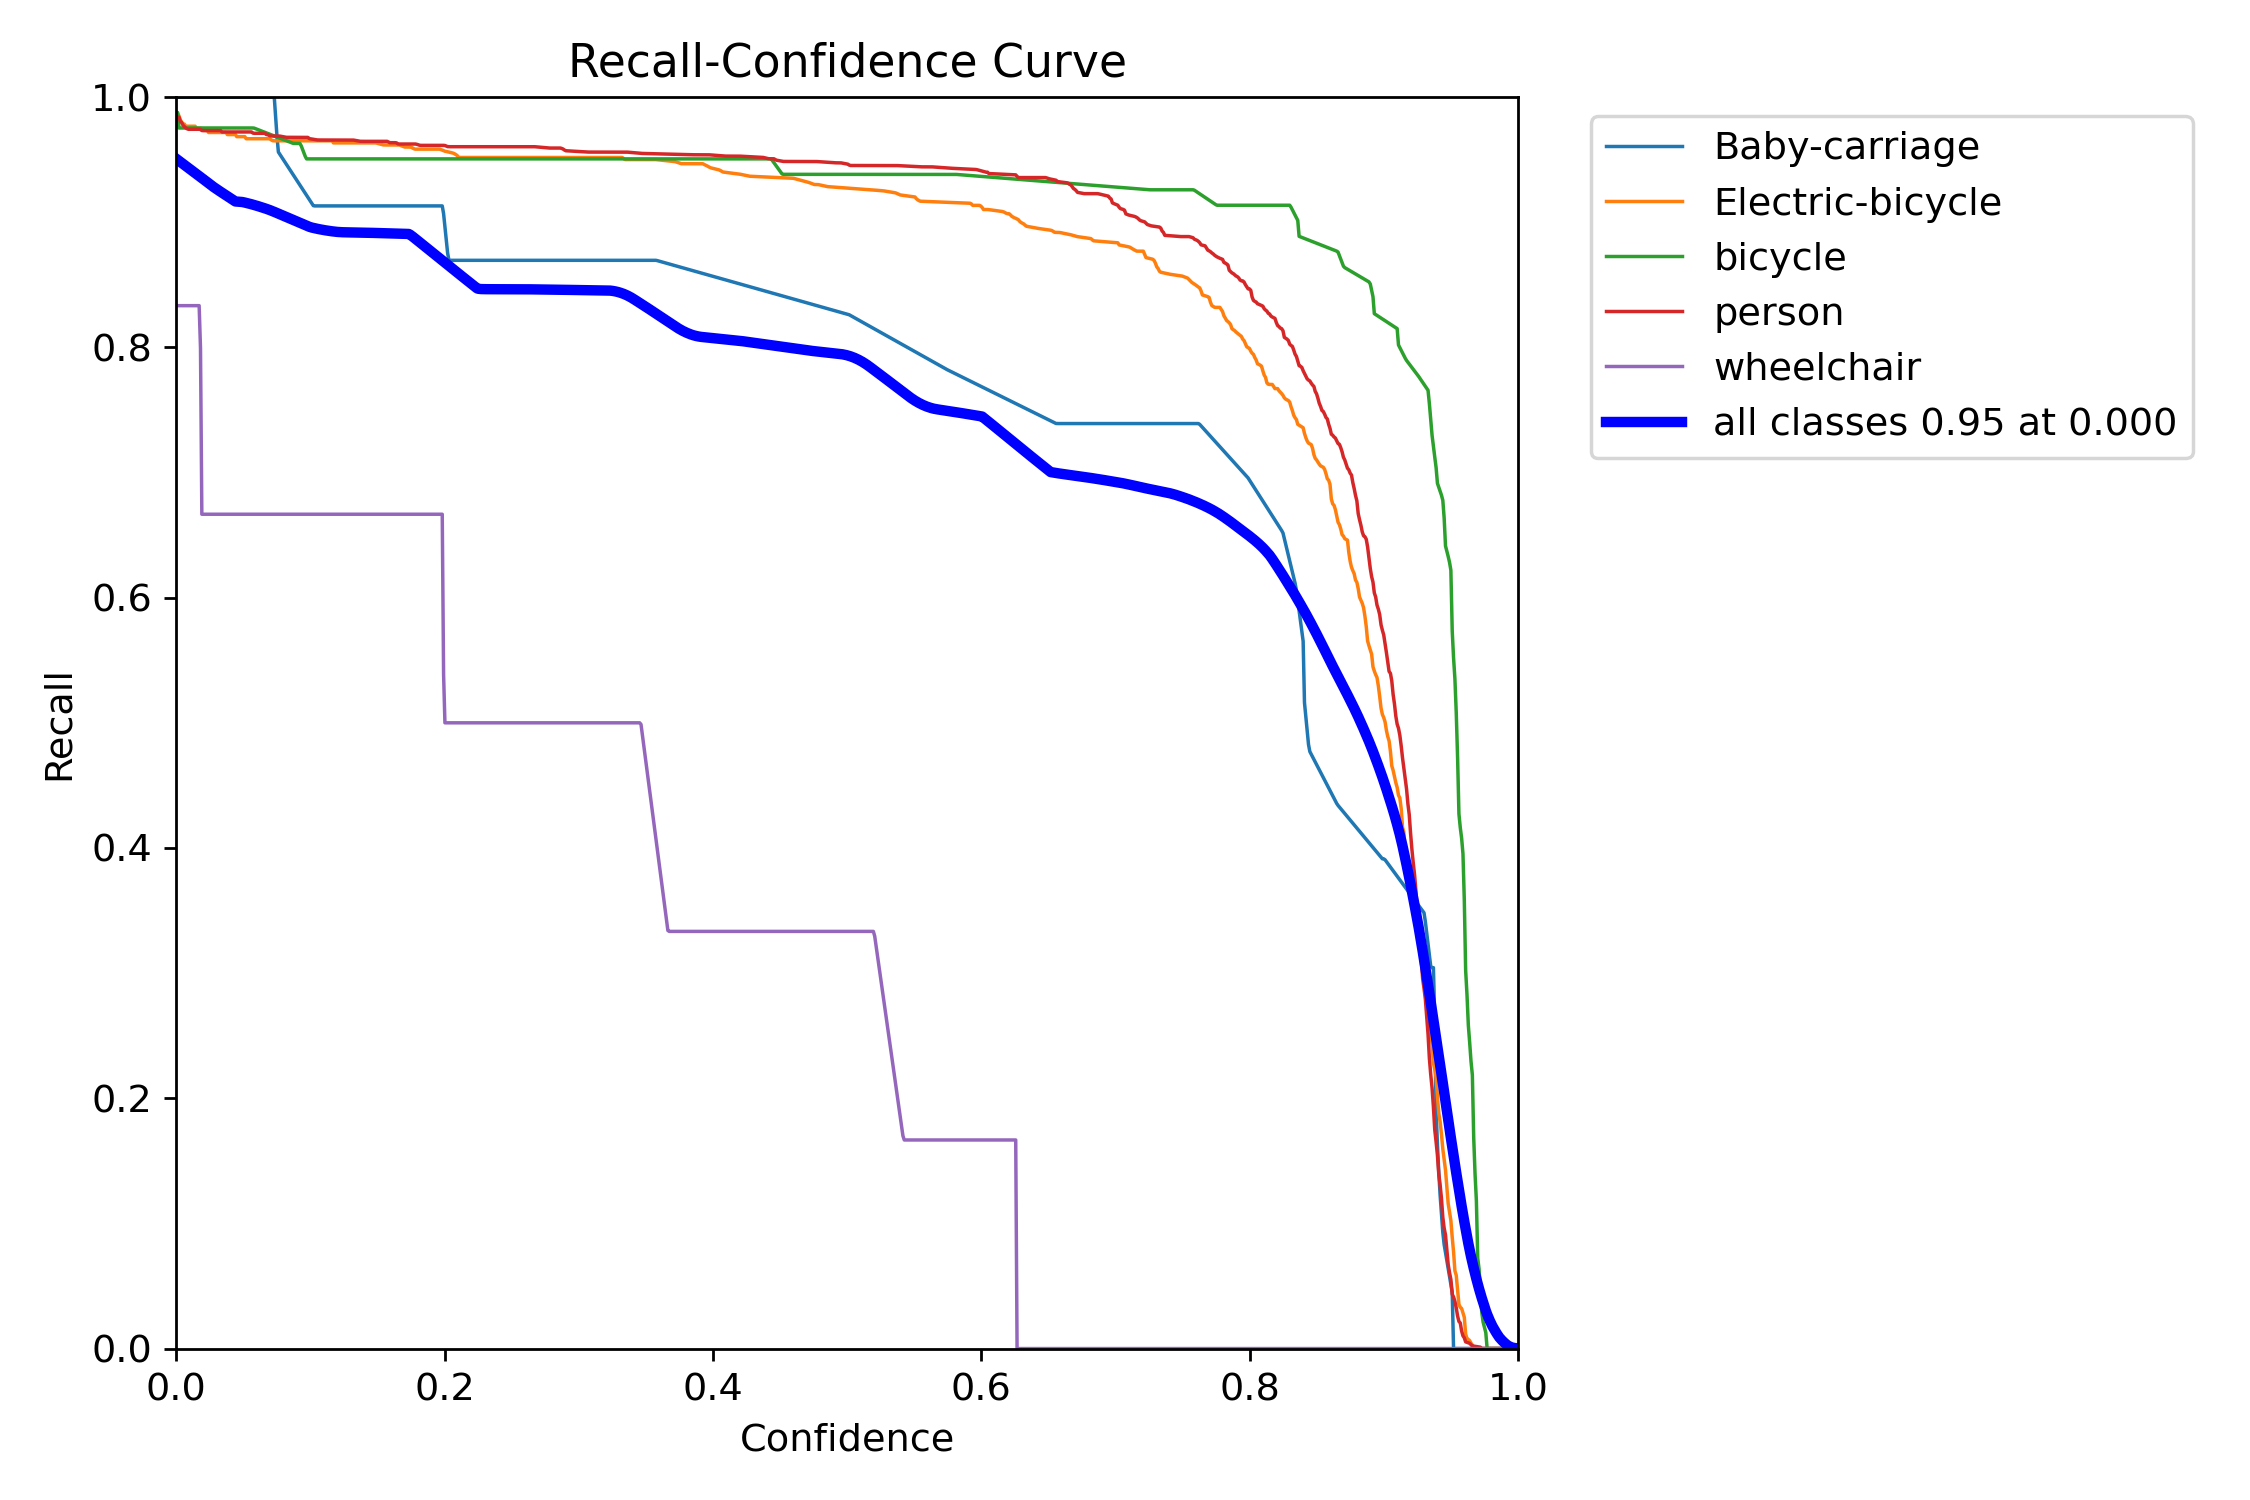 Recall-Confidence Curve
1.0
0.8
0.6
0.4
0.2
0.0
Recall
0.0 0.2 0.4 0.6 0.8 1.0
Confidence
Baby-carriage
Electric-bicycle
bicycle
person
wheelchair
all classes 0.95 at 0.000